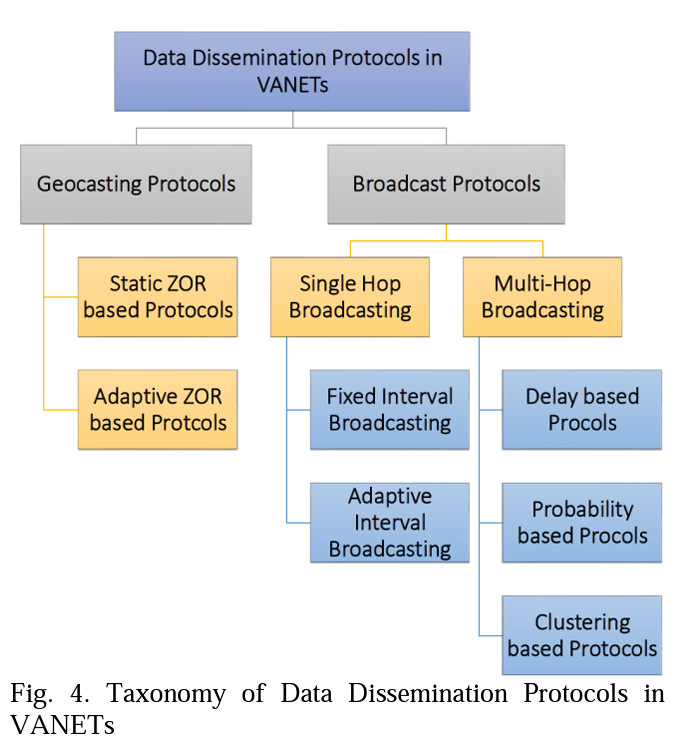 Data Dissemination Protocols in
VANETs
Geocasting Protocols
Broadcast Protocols
Static ZOR
based Protocols
Adaptive ZOR
based Protcols
Single Hop
Broadcasting
Multi-Hop
Broadcasting
Fixed Interval
Broadcasting
Adaptive
Interval
Broadcasting
Delay based
Procols
Probability
based Procols
Clustering
based Protocols
Fig. 4. Taxonomy of Data Dissemination Protocols in
VANETs